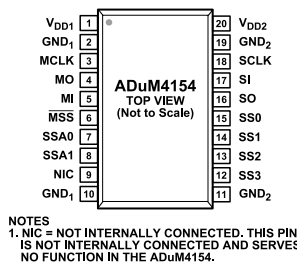 VDD1 1 20 VDD2
GND1 2 19 GND2
MCLK 3 18 SCLK
MO 4 17 SI
MI 5 16 SO
MSS 6 15 SS0
SSA0 7 14 SS1
SSA1 8 13 SS2
NIC 9 12 SS3
GND1 10 11 GND2
ADuM4154
TOP VIEW
(Not to Scale)
NOTES
1. NIC = NOT INTERNALLY CONNECTED. THIS PIN
IS NOT INTERNALLY CONNECTED AND SERVES
NO FUNCTION IN THE ADuM4154.